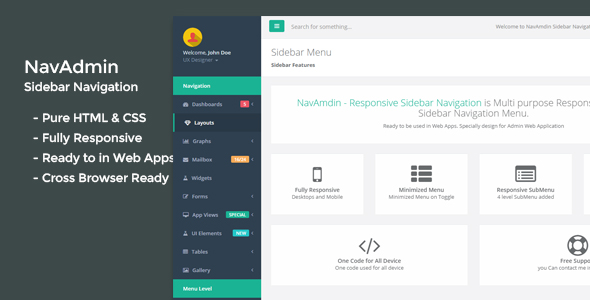 NavAdmin
Sidebar Navigation
- Pure HTML & CSS
- Fully Responsive
- Ready to in Web Apps
- Cross Browser Ready
Welcome, John Doe
UX Designer
Navigation
Dashboards 5
Layouts
Graphs
Mailbox 16/24
Widgets
Forms
App Views SPECIAL
UI Elements NEW
Tables
Gallery
Menu Level
Search for something...
Welcome to NavAmdin Sidebar Navigat
Sidebar Menu
Sidebar Features
NavAmdin - Responsive Sidebar Navigation is Multi purpose Respons
Sidebar Navigation Menu.
Ready to be used in Web Apps. Specially design for Admin Web Application
Fully Responsive
Desktops and Mobile
Minimized Menu
Minimized Menu on Toggle
Responsive SubMenu
4 level SubMenu added
One Code for All Device
One code used for all device
Free Suppo
you Can contact me i